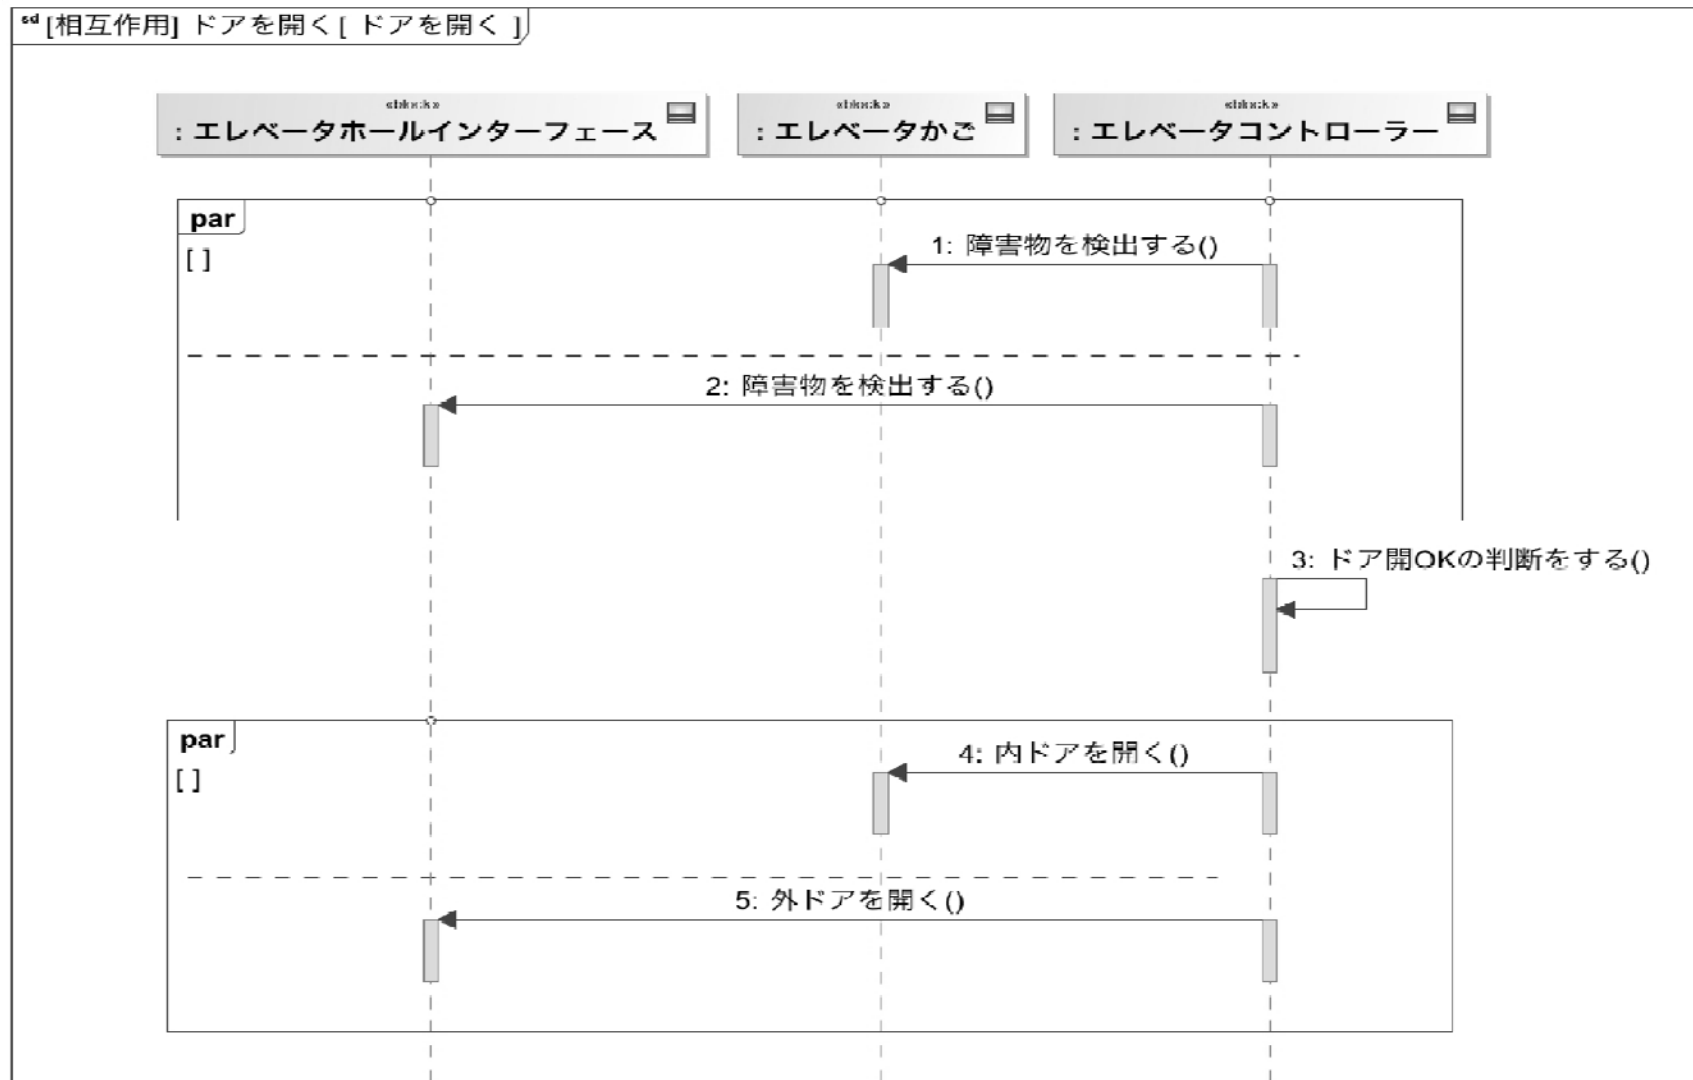 sd [相互作用] ドアを開く[ ドアを開く ]
«block»
: エレベータホールインターフェース
«block»
: エレベータかご
«block»
: エレベータコントローラー
par
[ ]
1: 障害物を検出する()
2: 障害物を検出する()
3: ドア開OKの判断をする()
par
[ ]
4: 内ドアを開く()
5: 外ドアを開く()